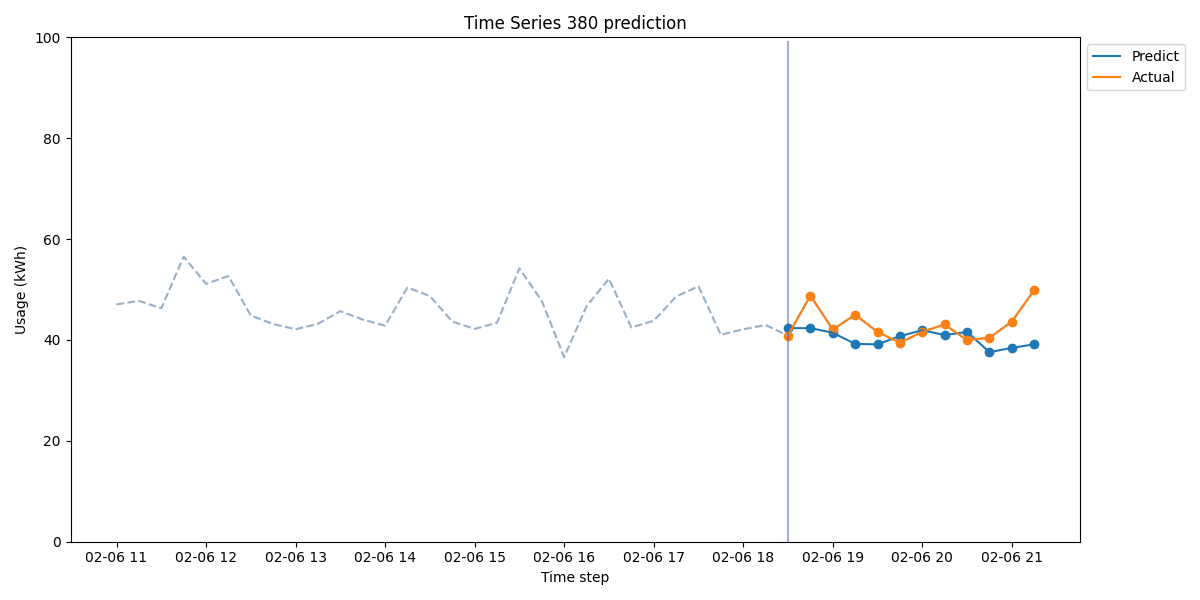 Time Series 380 prediction
Predict
Actual
Usage (kWh)
100
80
60
40
20
0
02-06 11 02-06 12 02-06 13 02-06 14 02-06 15 02-06 16 02-06 17 02-06 18 02-06 19 02-06 20 02-06 21
Time step